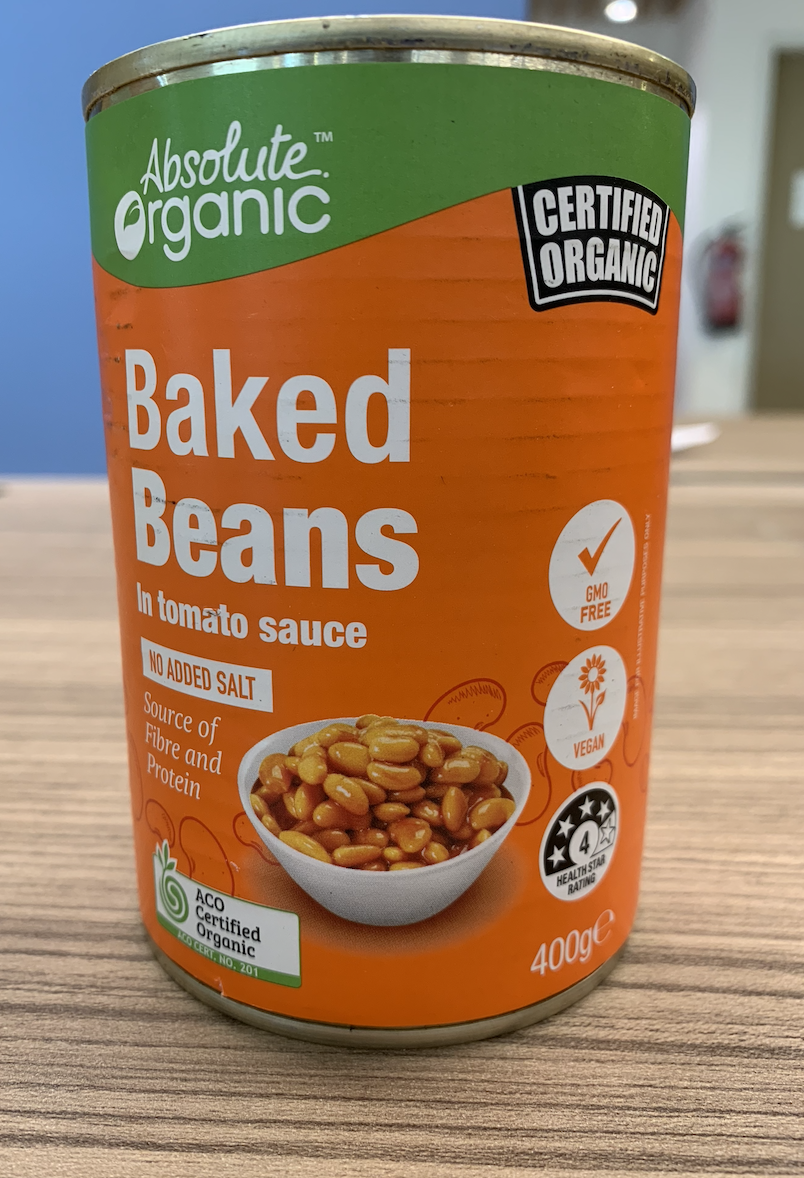 Absolute™
Organic
CERTIFIED
ORGANIC
Baked
Beans
In tomato sauce
NO ADDED SALT
Source of
Fibre and
Protein
GMO
FREE
VEGAN
4
HEALTH STAR
RATING
ACO
Certified
Organic
ACO CERT. NO. 201
400g℮